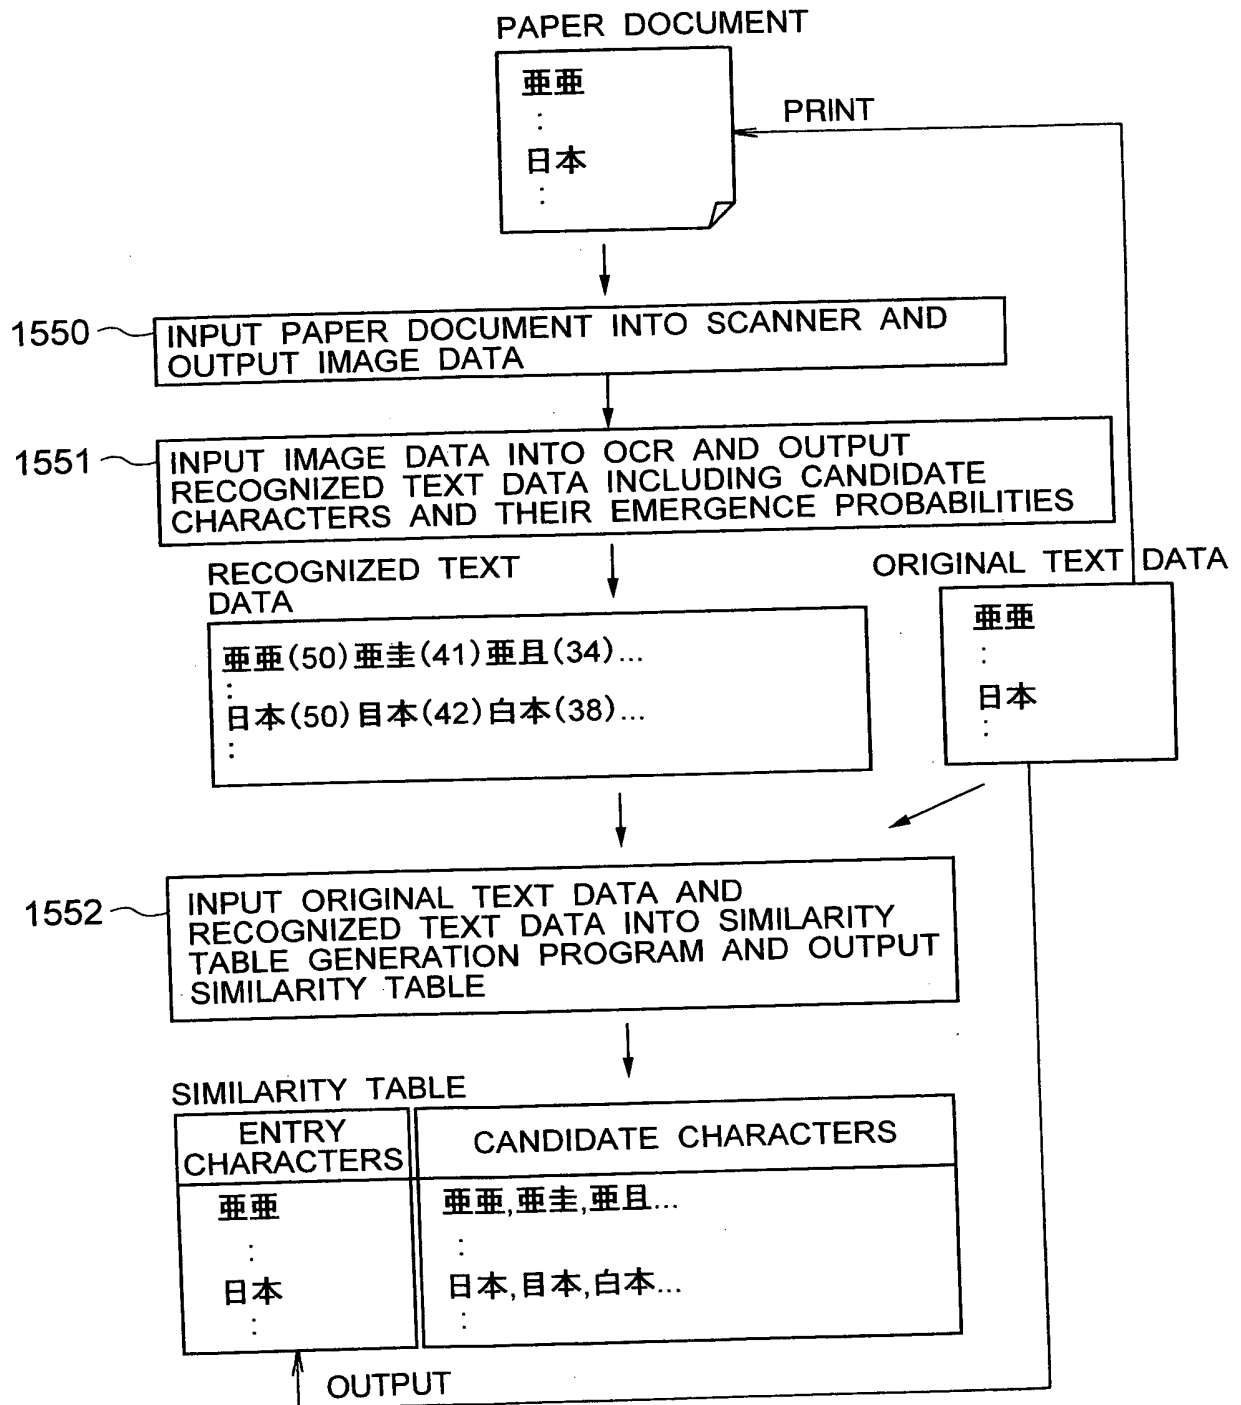 PAPER DOCUMENT
亜亜
:
日本
:
PRINT
1550
INPUT PAPER DOCUMENT INTO SCANNER AND
OUTPUT IMAGE DATA
1551
INPUT IMAGE DATA INTO OCR AND OUTPUT
RECOGNIZED TEXT DATA INCLUDING CANDIDATE
CHARACTERS AND THEIR EMERGENCE PROBABILITIES
RECOGNIZED TEXT
DATA
亜亜(50)亜圭(41)亜且(34)...
:
日本(50)目本(42)白本(38)...
:
ORIGINAL TEXT DATA
亜亜
:
日本
:
1552
INPUT ORIGINAL TEXT DATA AND
RECOGNIZED TEXT DATA INTO SIMILARITY
TABLE GENERATION PROGRAM AND OUTPUT
SIMILARITY TABLE
SIMILARITY TABLE
ENTRY
CHARACTERS
CANDIDATE CHARACTERS
亜亜
亜亜,亜圭,亜且...
:
:
日本
日本,目本,白本...
:
:
OUTPUT